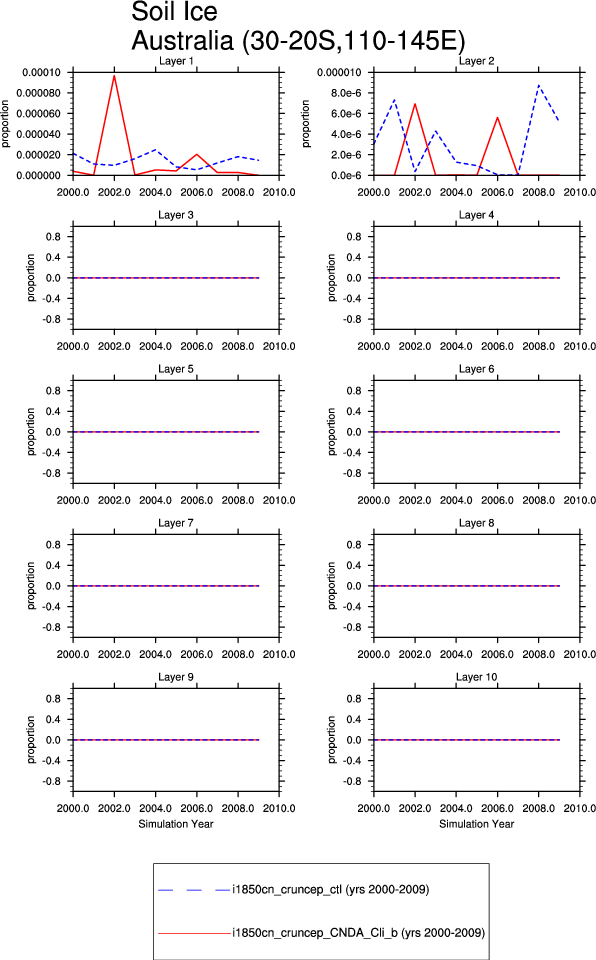 Soil Ice
Australia (30-20S,110-145E)
Layer 1
Layer 2
proportion
0.00010
0.000080
0.000060
0.000040
0.000020
0.000000
2000.0 2002.0 2004.0 2006.0 2008.0 2010.0
proportion
0.000010
8.0e-6
6.0e-6
4.0e-6
2.0e-6
0.0e-6
2000.0 2002.0 2004.0 2006.0 2008.0 2010.0
Layer 3
Layer 4
proportion
0.8
0.4
0.0
-0.4
-0.8
2000.0 2002.0 2004.0 2006.0 2008.0 2010.0
proportion
0.8
0.4
0.0
-0.4
-0.8
2000.0 2002.0 2004.0 2006.0 2008.0 2010.0
Layer 5
Layer 6
proportion
0.8
0.4
0.0
-0.4
-0.8
2000.0 2002.0 2004.0 2006.0 2008.0 2010.0
proportion
0.8
0.4
0.0
-0.4
-0.8
2000.0 2002.0 2004.0 2006.0 2008.0 2010.0
Layer 7
Layer 8
proportion
0.8
0.4
0.0
-0.4
-0.8
2000.0 2002.0 2004.0 2006.0 2008.0 2010.0
proportion
0.8
0.4
0.0
-0.4
-0.8
2000.0 2002.0 2004.0 2006.0 2008.0 2010.0
Layer 9
Layer 10
proportion
0.8
0.4
0.0
-0.4
-0.8
2000.0 2002.0 2004.0 2006.0 2008.0 2010.0
Simulation Year
proportion
0.8
0.4
0.0
-0.4
-0.8
2000.0 2002.0 2004.0 2006.0 2008.0 2010.0
Simulation Year
i1850cn_cruncep_ctl (yrs 2000-2009)
i1850cn_cruncep_CNDA_Cli_b (yrs 2000-2009)